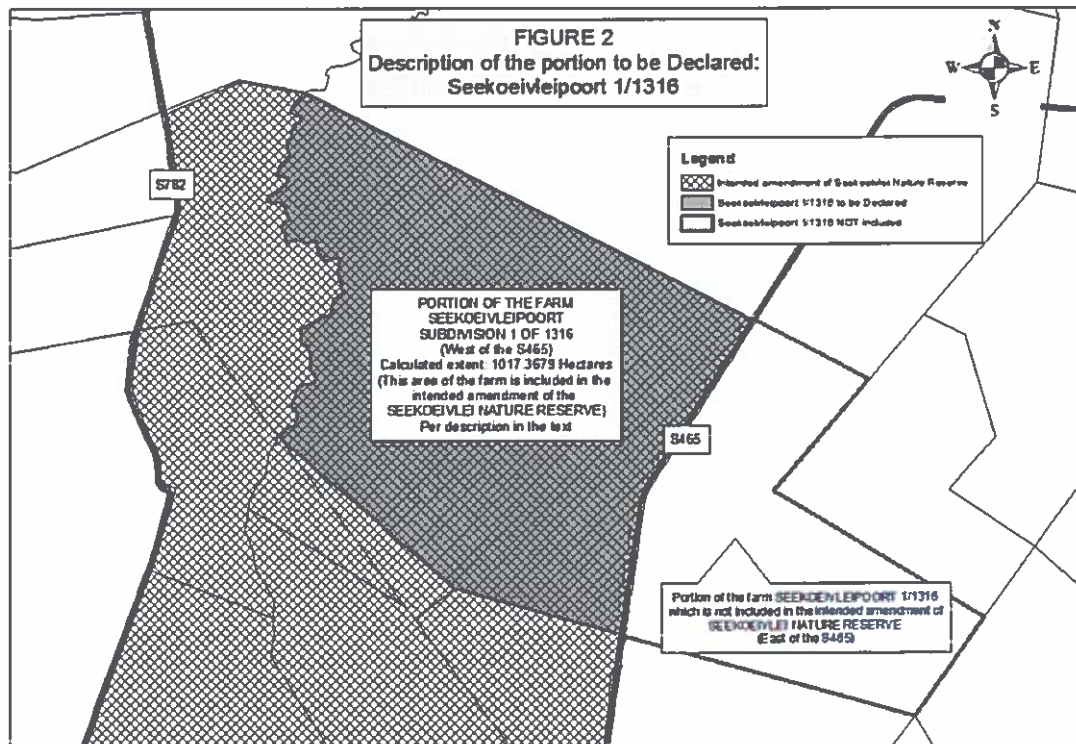 FIGURE 2
Description of the portion to be Declared:
Seekoeivleipoort 1/1316
N
W E
S
Legend
Intended amendment of Seekoeivlei Nature Reserve
Seekoeivleipoort 1/1316 to be Declared
Seekoeivleipoort 1/1316 NOT included
S782
PORTION OF THE FARM
SEEKOEIVLEIPOORT
SUBDIVISION 1 OF 1316
(West of the S465)
Calculated extent: 1017.3679 Hectares
(This area of the farm is included in the
intended amendment of the
SEEKOEIVLEI NATURE RESERVE)
Per description in the text
S465
Portion of the farm SEEKOEIVLEIPOORT 1/1316
which is not included in the intended amendment of
SEEKOEIVLEI NATURE RESERVE
(East of the S465)